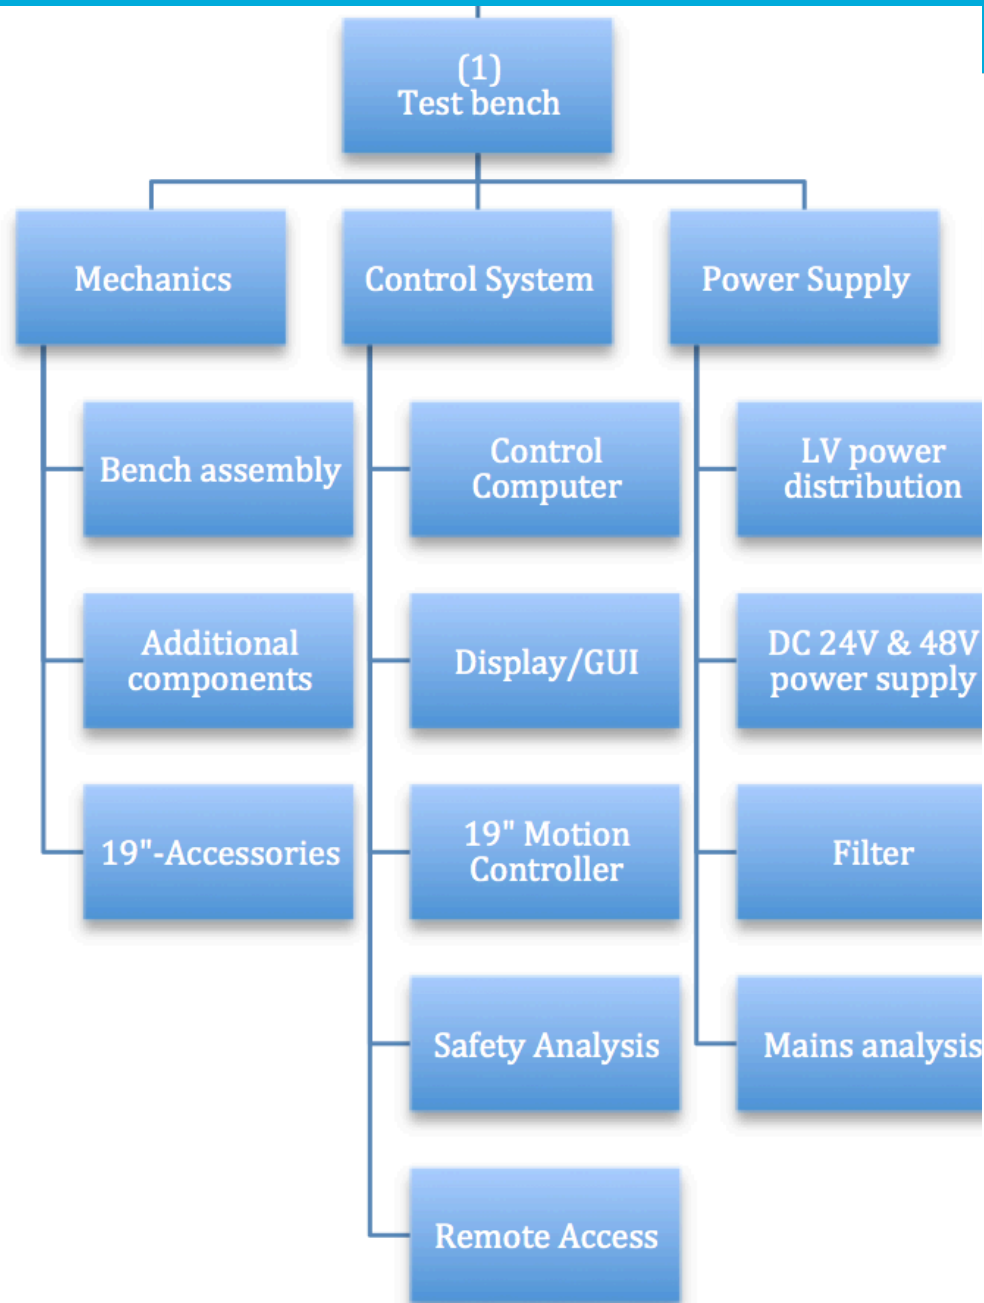 (1)
Test bench
Mechanics
Control System
Power Supply
Bench assembly
Additional
components
19"-Accessories
Control
Computer
Display/GUI
19" Motion
Controller
Safety Analysis
Remote Access
LV power
distribution
DC 24V & 48V
power supply
Filter
Mains analysis